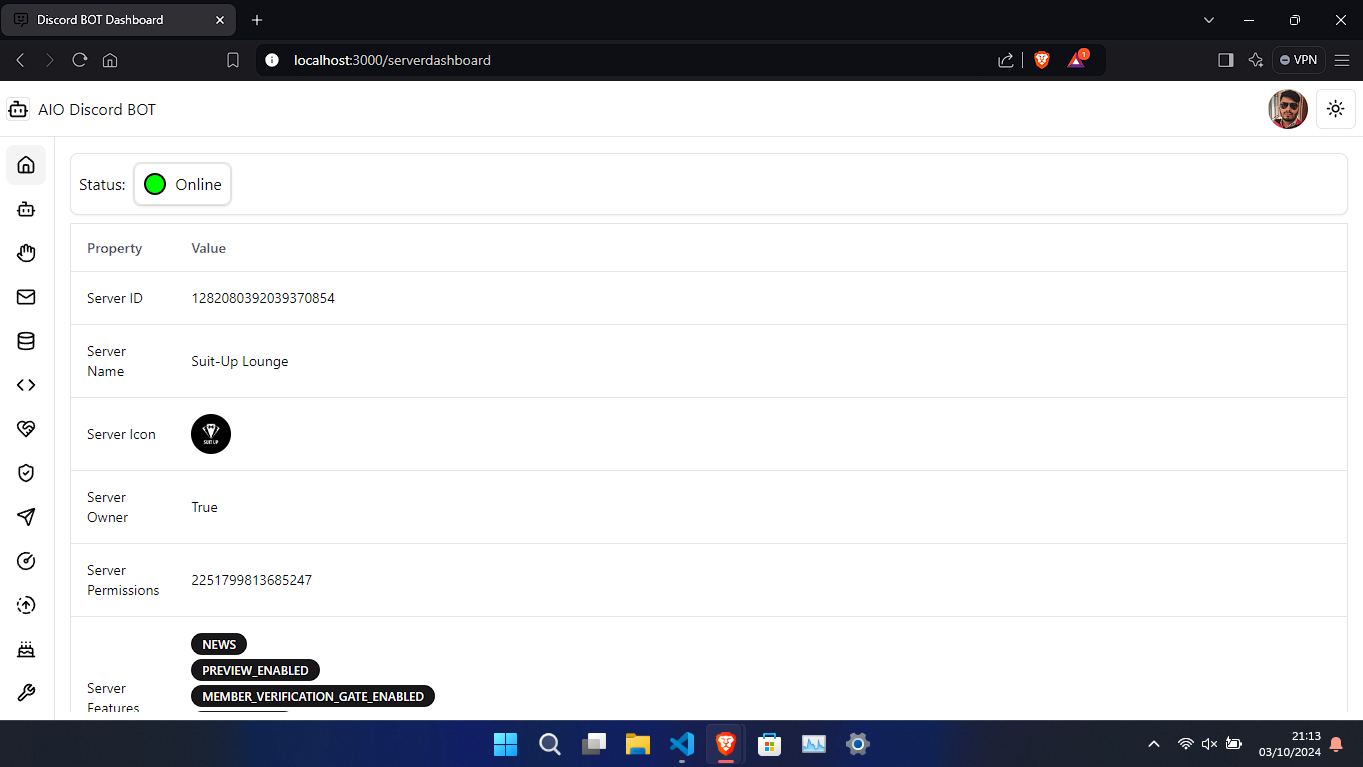 Discord BOT Dashboard
localhost:3000/serverdashboard
1
VPN
AIO Discord BOT
Status: Online
Property Value
Server ID 1282080392039370854
Server
Name
Suit-Up Lounge
Server Icon
SUIT UP
Server
Owner
True
Server
Permissions
2251799813685247
NEWS
PREVIEW_ENABLED
MEMBER_VERIFICATION_GATE_ENABLED
Server
Features
21:13
03/10/2024